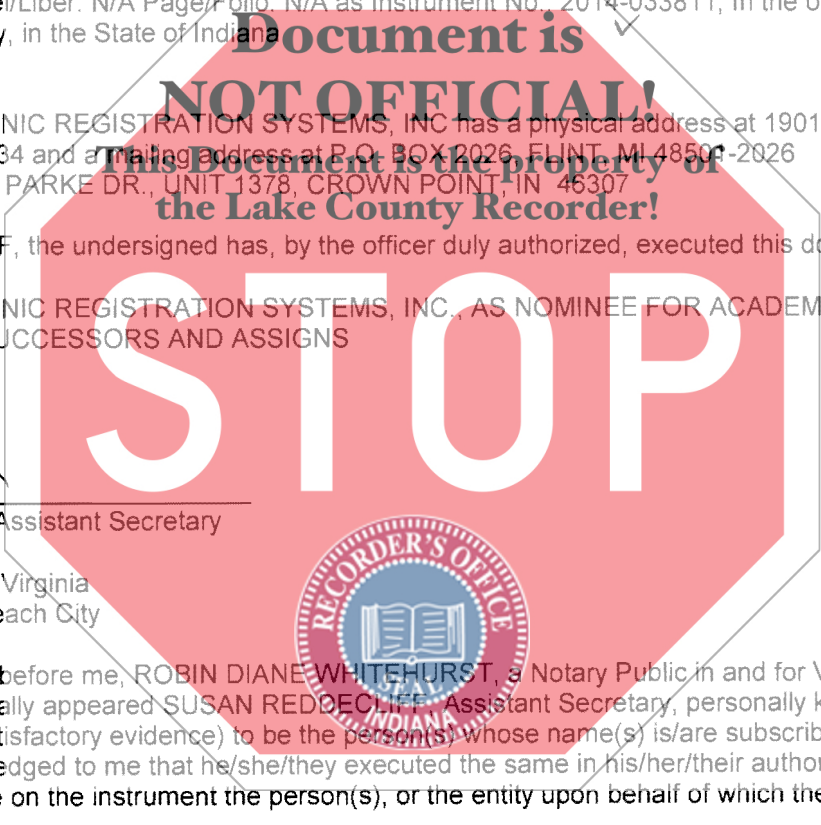 /Liber: N/A Page/Folio: N/A as Instrument No.: 2014-033811, in the o
y, in the State of Indiana
Document is
NOT OFFICIAL!
NIC REGISTRATION SYSTEMS, INC has a physical address at 1901
34 and a mailing address at P.O. BOX 2026, FLINT, MI 48501-2026
This Document is the property of
PARKE DR., UNIT 1378, CROWN POINT, IN 46307
the Lake County Recorder!
F, the undersigned has, by the officer duly authorized, executed this do
NIC REGISTRATION SYSTEMS, INC., AS NOMINEE FOR ACADEM
UCCESSORS AND ASSIGNS
STOP
Assistant Secretary
RECORDER'S OFFICE
SEAL
INDIANA
Virginia
each City
before me, ROBIN DIANE WHITEHURST, a Notary Public in and for V
ally appeared SUSAN REDDECLIFF, Assistant Secretary, personally k
tisfactory evidence) to be the person(s) whose name(s) is/are subscrib
edged to me that he/she/they executed the same in his/her/their author
e on the instrument the person(s), or the entity upon behalf of which the